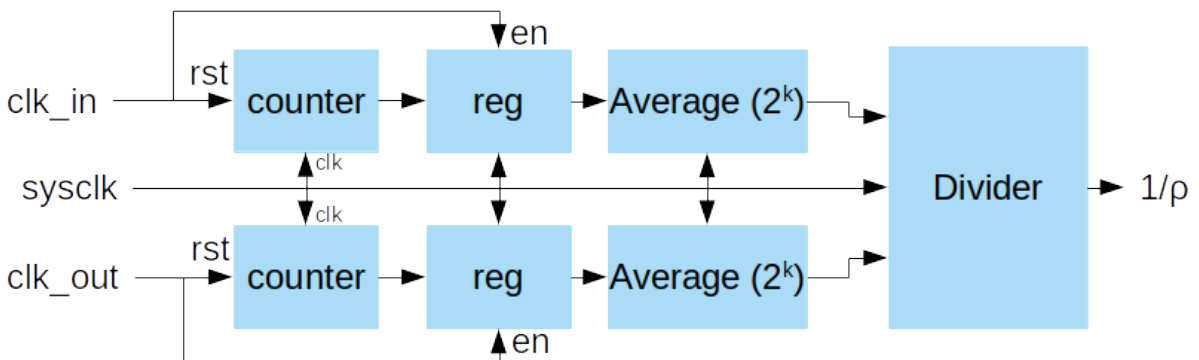 en
rst
clk_in
counter
reg
Average (2ᵏ)
clk
sysclk
Divider
1/ρ
clk
rst
clk_out
counter
reg
Average (2ᵏ)
en